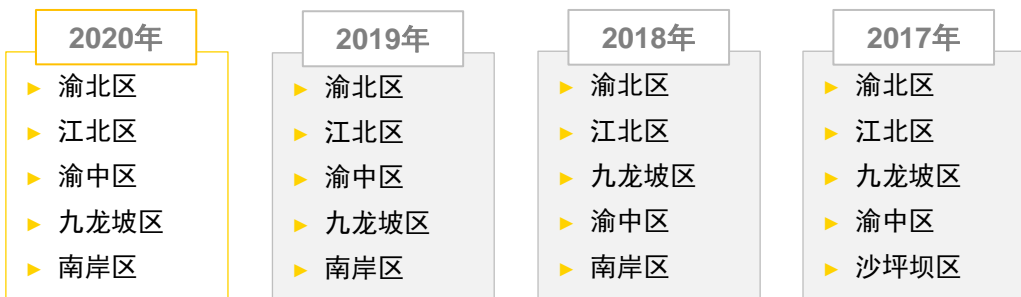 2020年
渝北区
江北区
渝中区
九龙坡区
南岸区
2019年
渝北区
江北区
渝中区
九龙坡区
南岸区
2018年
渝北区
江北区
九龙坡区
渝中区
南岸区
2017年
渝北区
江北区
九龙坡区
渝中区
沙坪坝区